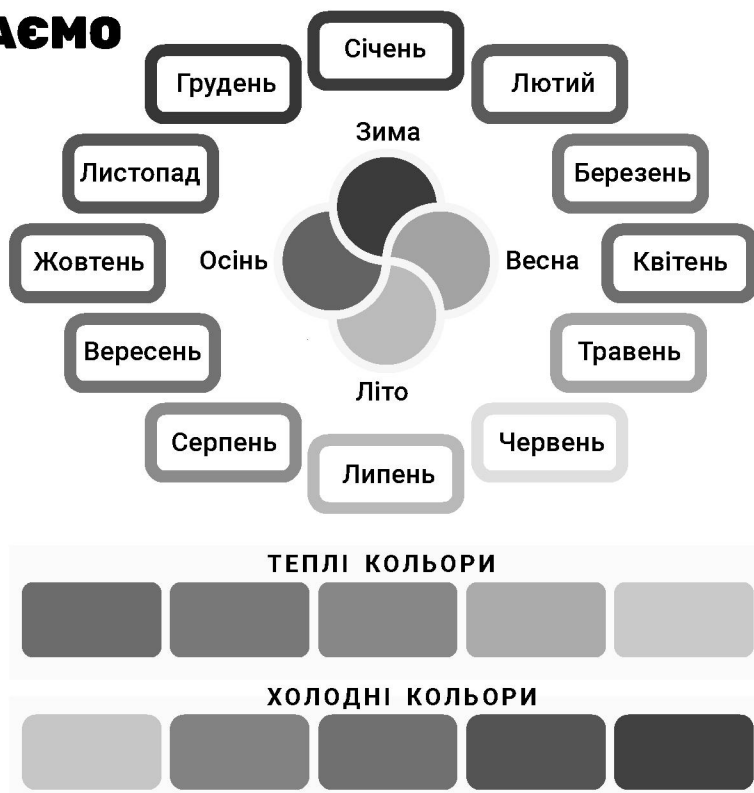 АЄМО
Січень
Грудень
Лютий
Зима
Листопад
Березень
Жовтень
Осінь
Весна
Квітень
Вересень
Травень
Літо
Серпень
Червень
Липень
ТЕПЛІ КОЛЬОРИ
ХОЛОДНІ КОЛЬОРИ